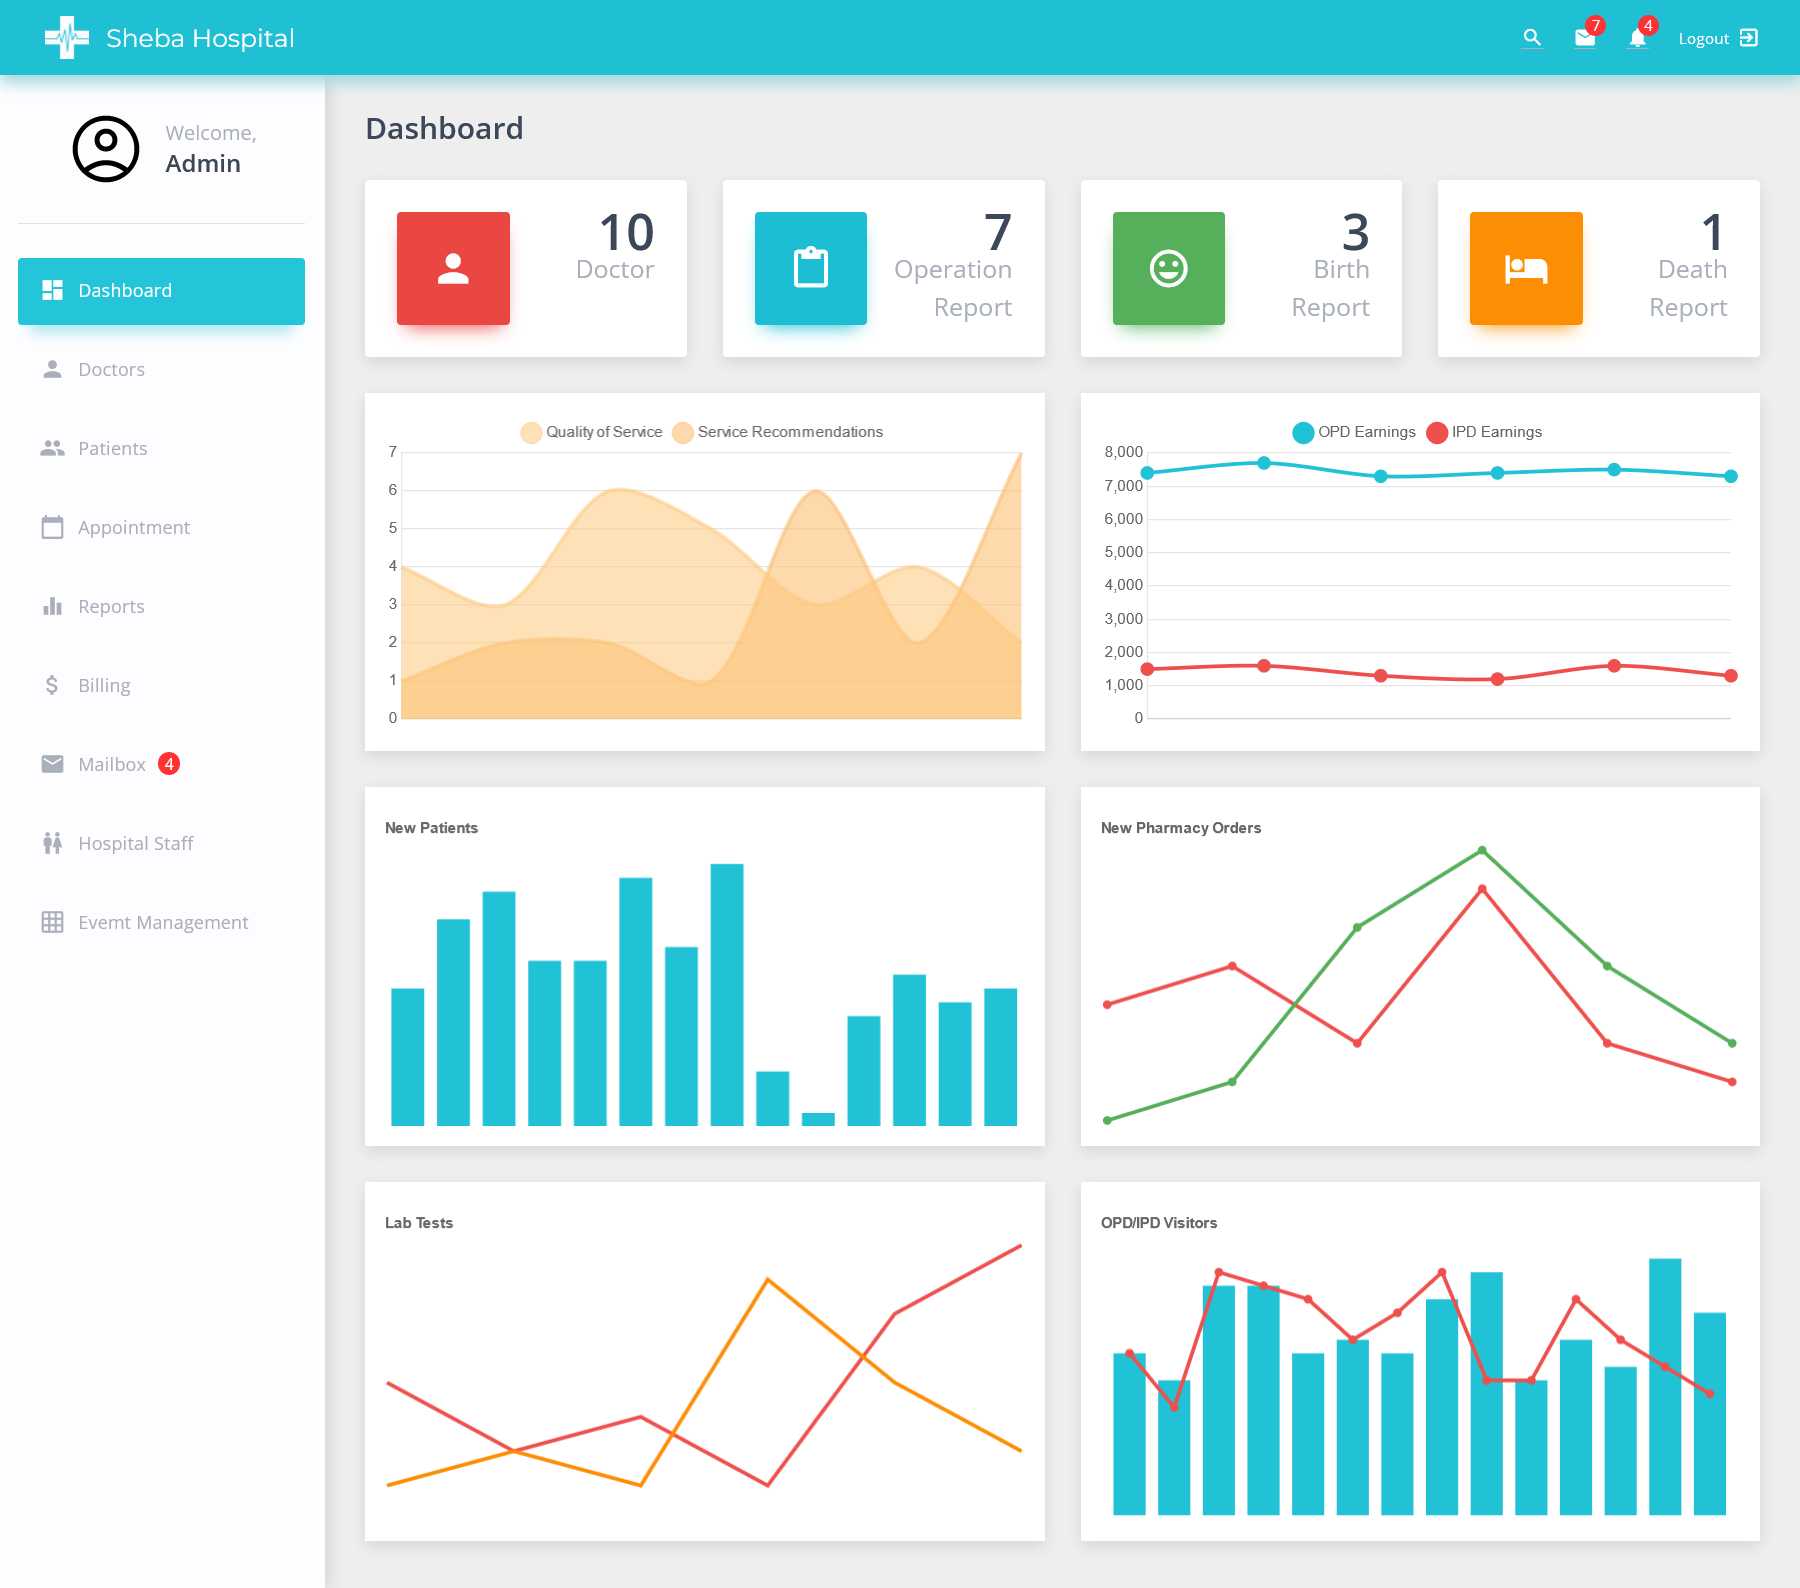 Sheba Hospital
7
4
Logout
Welcome,
Admin
Dashboard
Doctors
Patients
Appointment
Reports
Billing
Mailbox 4
Hospital Staff
Evemt Management
Dashboard
10
Doctor
7
Operation
Report
3
Birth
Report
1
Death
Report
Quality of Service Service Recommendations
7
6
5
4
3
2
1
0
OPD Earnings IPD Earnings
8,000
7,000
6,000
5,000
4,000
3,000
2,000
1,000
0
New Patients
New Pharmacy Orders
Lab Tests
OPD/IPD Visitors